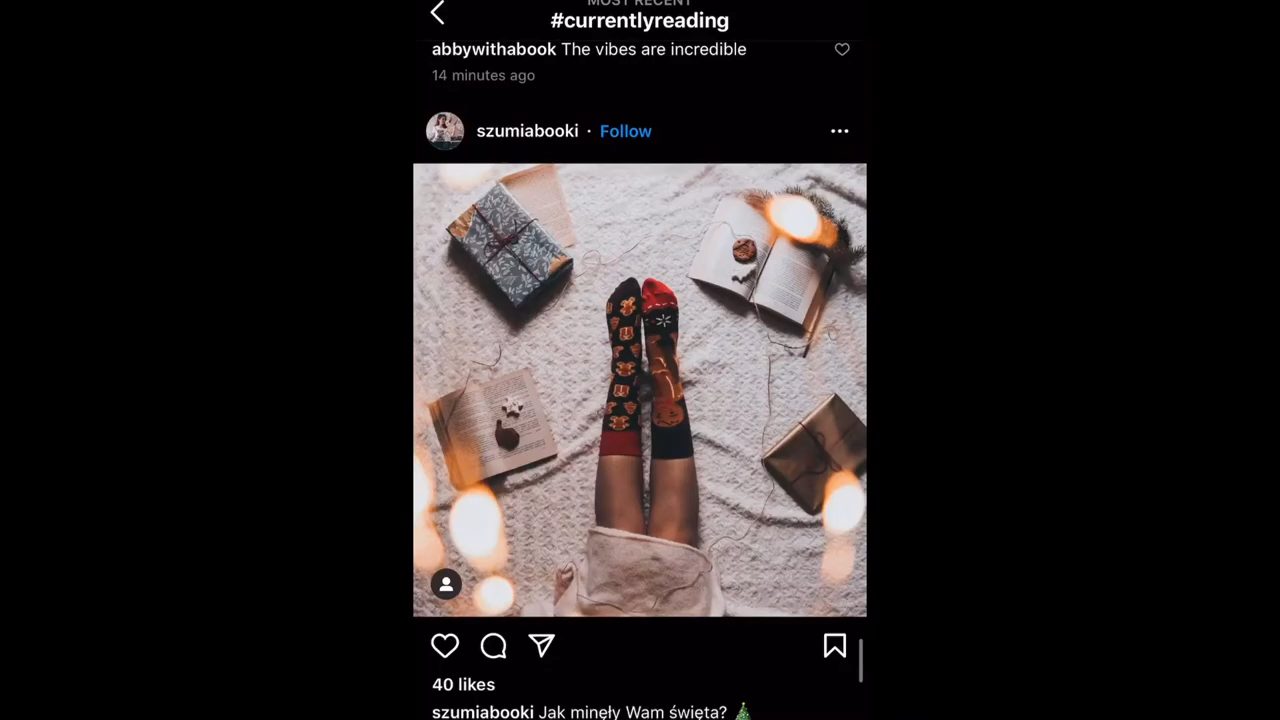 MOST RECENT
#currentlyreading
abbywithabook The vibes are incredible
14 minutes ago
szumiabooki · Follow
40 likes
szumiabooki Jak minęły Wam święta? 🎄